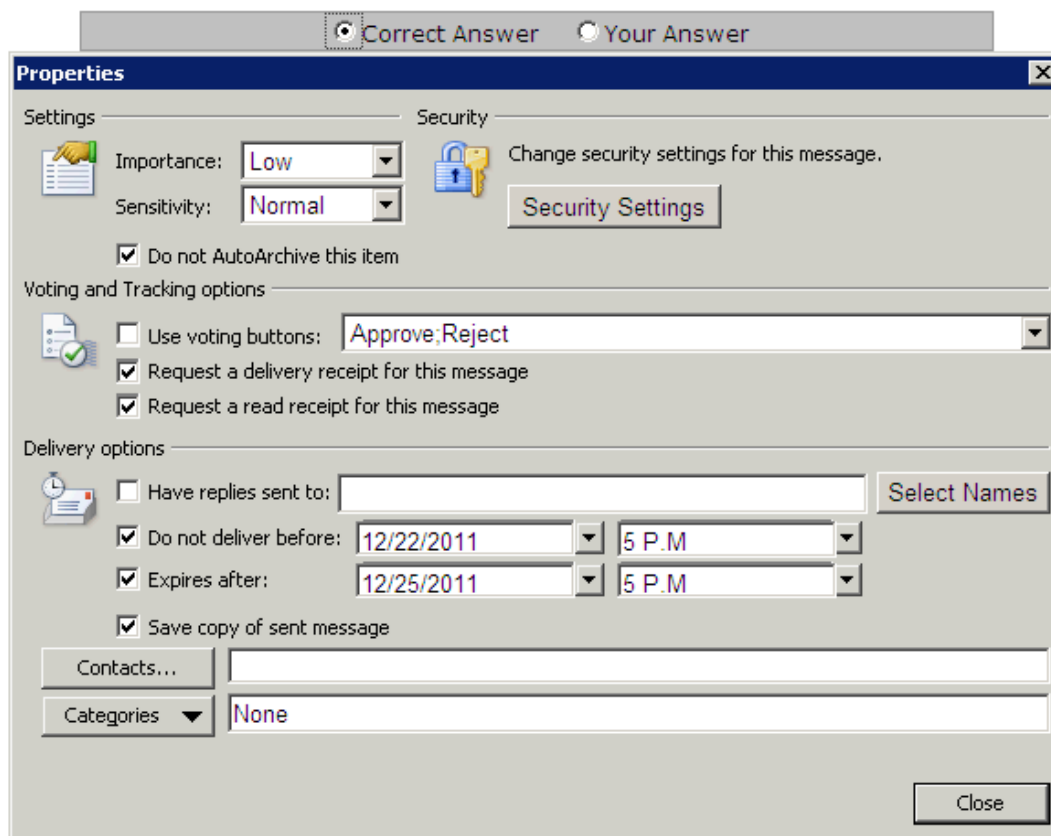 Correct Answer Your Answer
Properties
Settings Security
Importance: Low Change security settings for this message.
Sensitivity: Normal Security Settings
Do not AutoArchive this item
Voting and Tracking options
Use voting buttons: Approve;Reject
Request a delivery receipt for this message
Request a read receipt for this message
Delivery options
Have replies sent to: Select Names
Do not deliver before: 12/22/2011 5 P.M
Expires after: 12/25/2011 5 P.M
Save copy of sent message
Contacts...
Categories None
Close